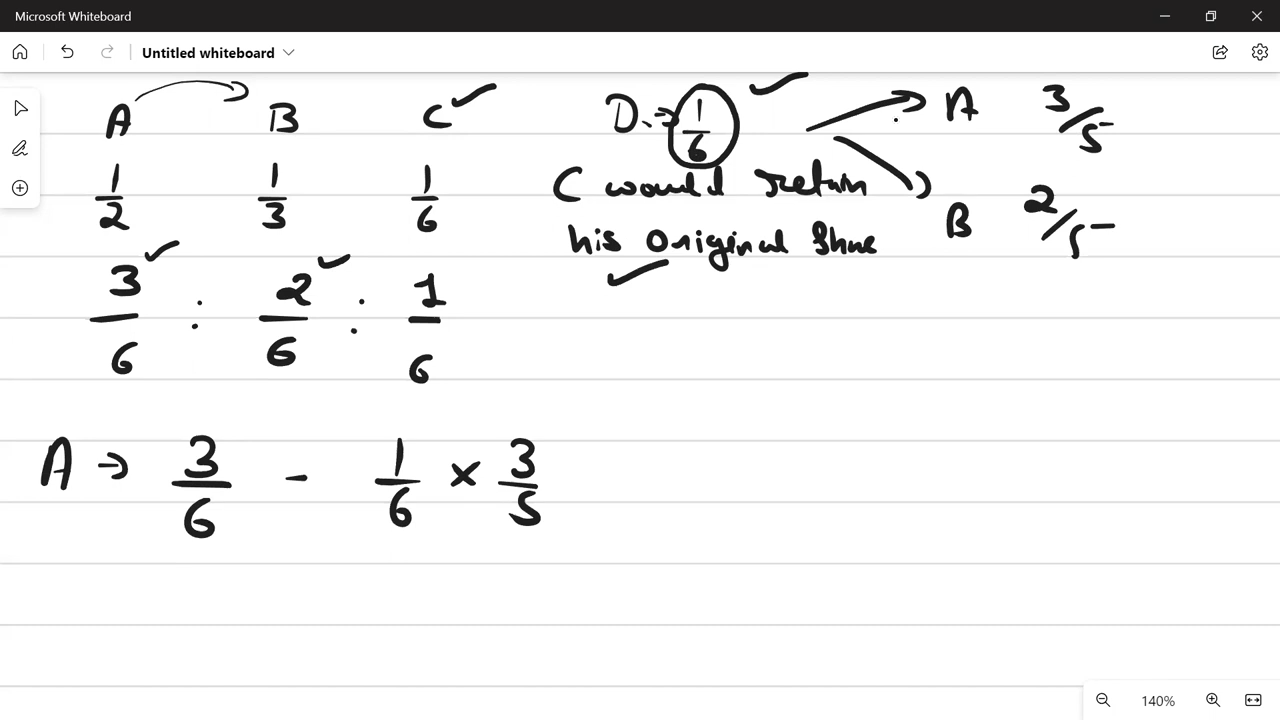 Microsoft Whiteboard
Untitled whiteboard
A B C D → 1/6 A 3/5
1/2 1/3 1/6 C would retain B 2/5
his original share
3/6 : 2/6 : 1/6
A → 3/6 - 1/6 × 3/5
140%